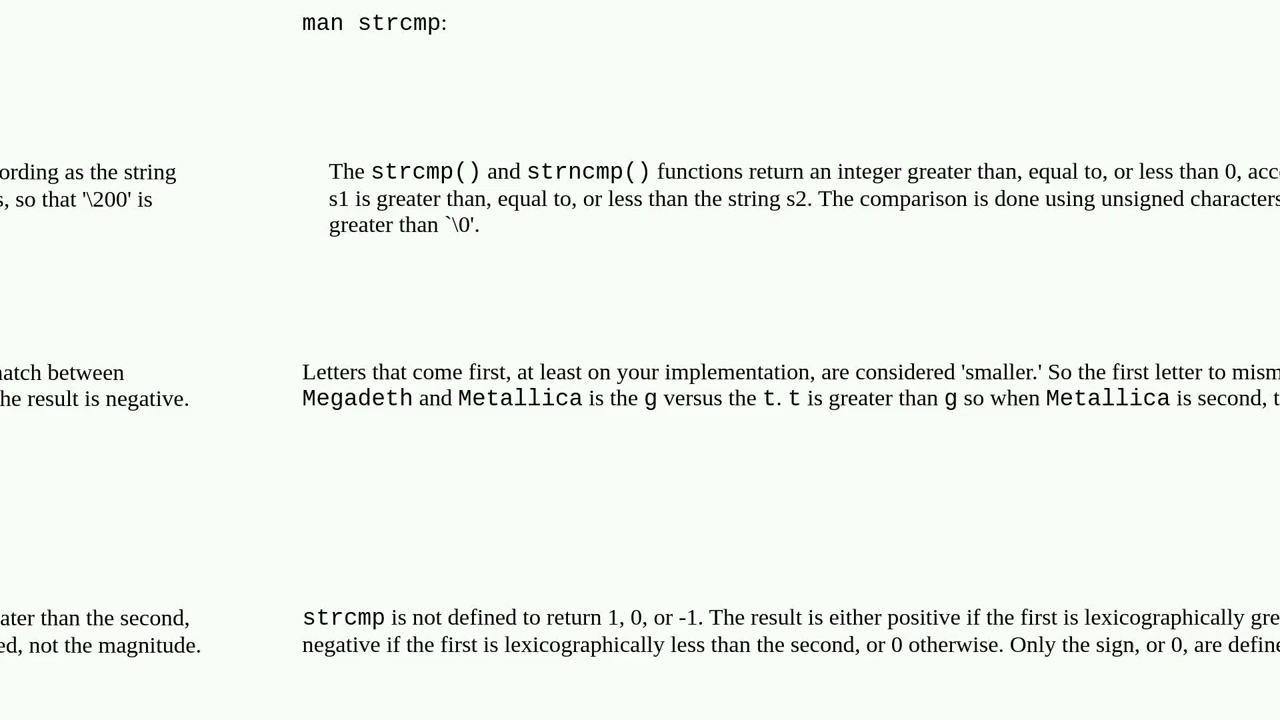 ording as the string
s, so that '\200' is
natch between
he result is negative.
ater than the second,
ed, not the magnitude.
man strcmp:
The strcmp() and strncmp() functions return an integer greater than, equal to, or less than 0, acc
s1 is greater than, equal to, or less than the string s2. The comparison is done using unsigned characters
greater than `\0'.
Letters that come first, at least on your implementation, are considered 'smaller.' So the first letter to mism
Megadeth and Metallica is the g versus the t. t is greater than g so when Metallica is second, t
strcmp is not defined to return 1, 0, or -1. The result is either positive if the first is lexicographically gre
negative if the first is lexicographically less than the second, or 0 otherwise. Only the sign, or 0, are define